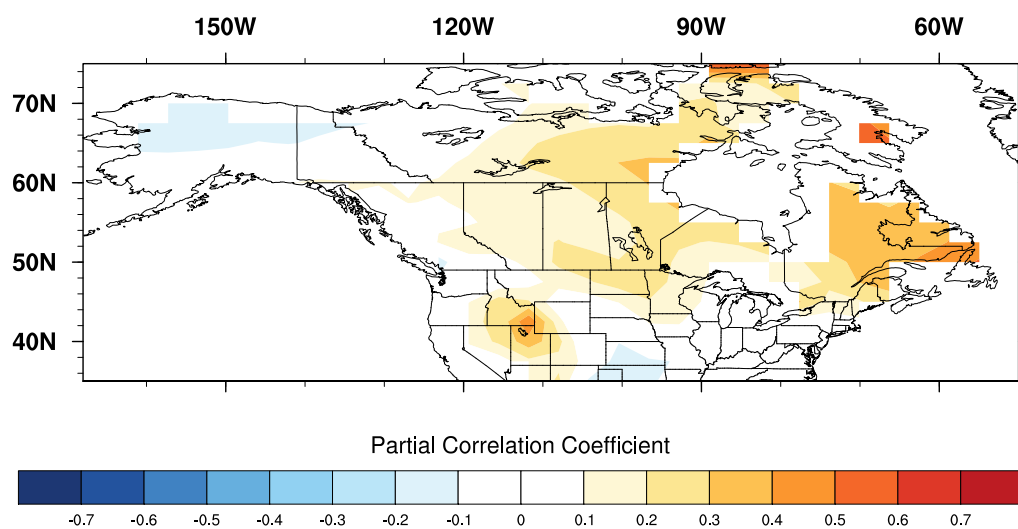 150W 120W 90W 60W
70N
60N
50N
40N
Partial Correlation Coefficient
-0.7 -0.6 -0.5 -0.4 -0.3 -0.2 -0.1 0 0.1 0.2 0.3 0.4 0.5 0.6 0.7